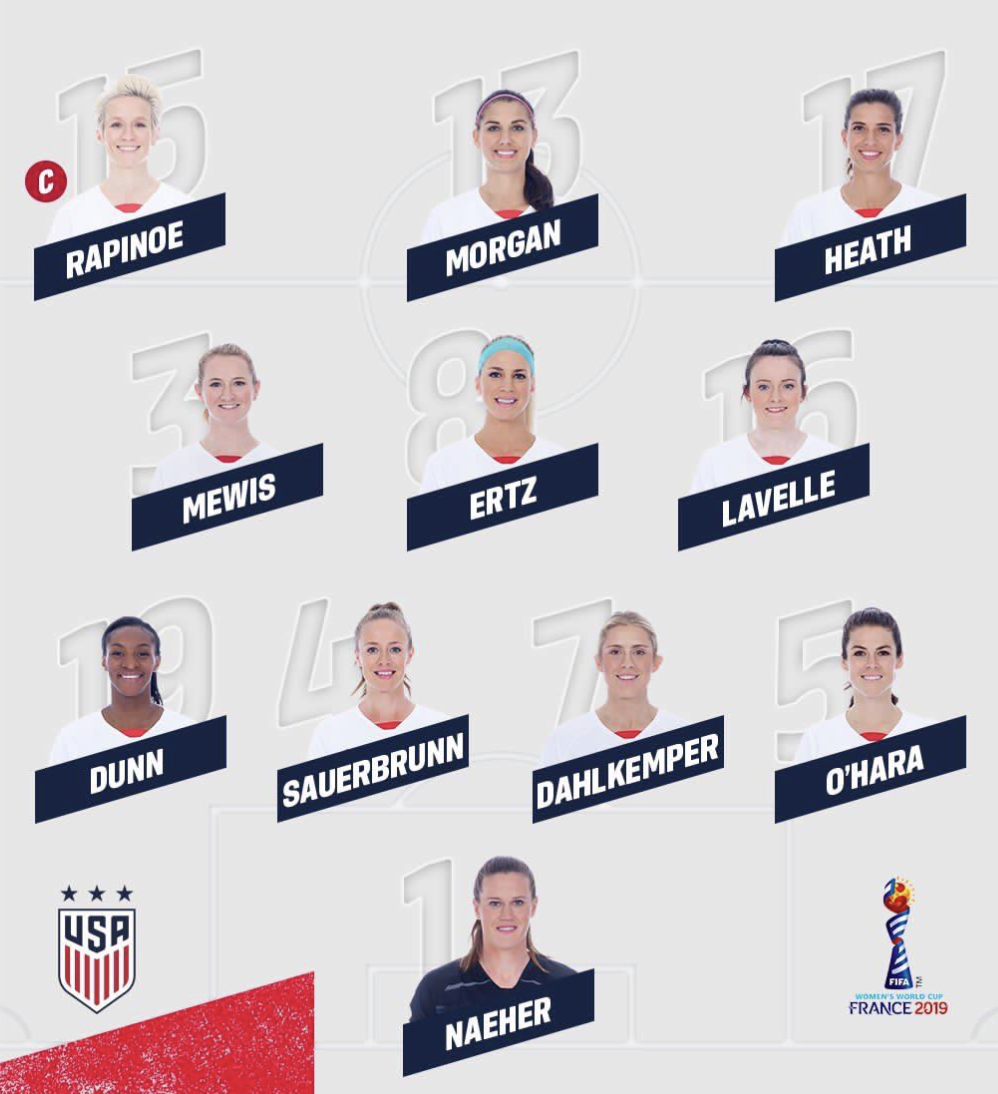 15
13
17
C
RAPINOE
MORGAN
HEATH
3
8
16
MEWIS
ERTZ
LAVELLE
19
4
7
5
DUNN
SAUERBRUNN
DAHLKEMPER
O'HARA
1
USA
NAEHER
FIFA
TM
WOMEN'S WORLD CUP
FRANCE 2019